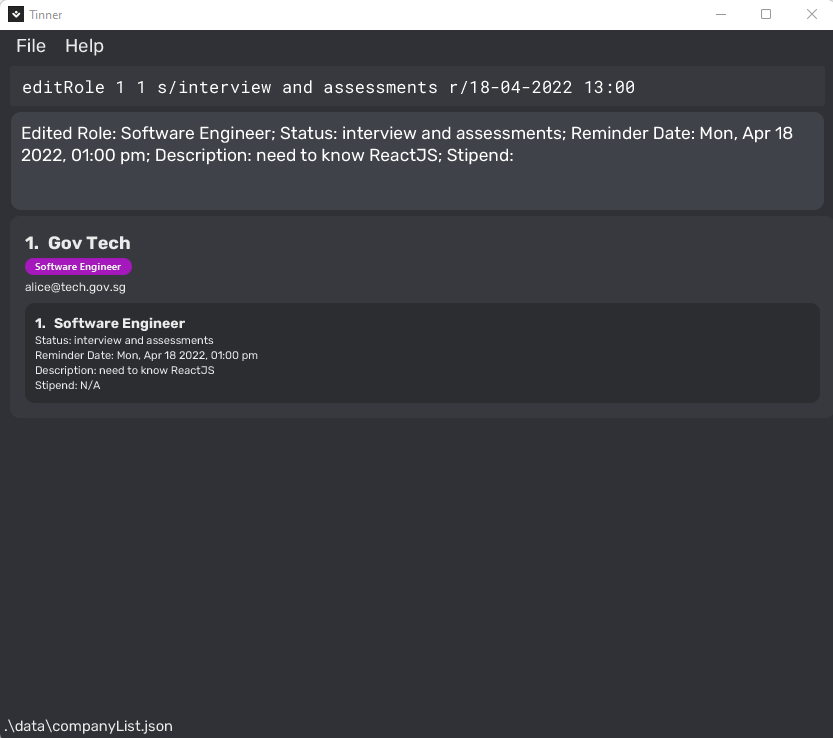 Tinner
File Help
editRole 1 1 s/interview and assessments r/18-04-2022 13:00
Edited Role: Software Engineer; Status: interview and assessments; Reminder Date: Mon, Apr 18
2022, 01:00 pm; Description: need to know ReactJS; Stipend:
1. Gov Tech
Software Engineer
alice@tech.gov.sg
1. Software Engineer
Status: interview and assessments
Reminder Date: Mon, Apr 18 2022, 01:00 pm
Description: need to know ReactJS
Stipend: N/A
.\data\companyList.json